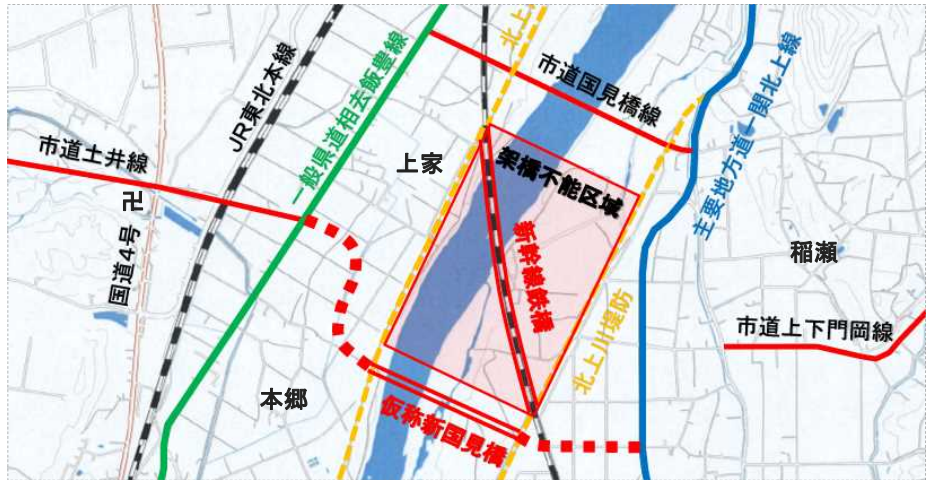 市道土井線
国道4号
卍
JR東北本線
一般県道相去飯豊線
上家
本郷
北上川
市道国見橋線
架橋不能区域
新幹線鉄橋
仮称新国見橋
北上川堤防
主要地方道一関北上線
稲瀬
市道上下門岡線